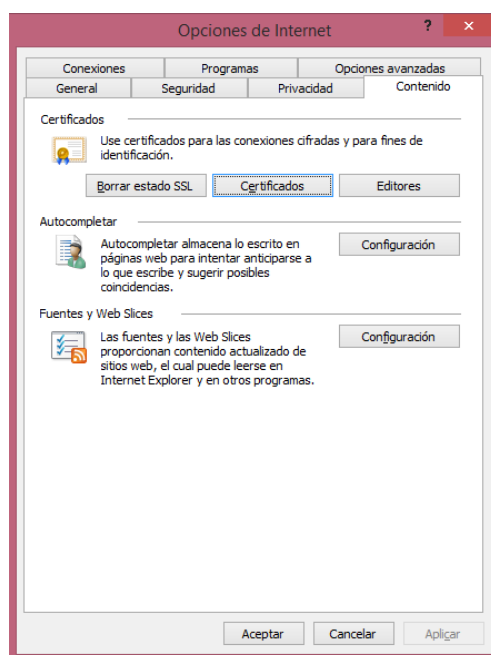 Opciones de Internet
?
Conexiones Programas Opciones avanzadas
General Seguridad Privacidad Contenido
Certificados
Use certificados para las conexiones cifradas y para fines de
identificación.
Borrar estado SSL Certificados Editores
Autocompletar
Autocompletar almacena lo escrito en
páginas web para intentar anticiparse a
lo que escribe y sugerir posibles
coincidencias.
Configuración
Fuentes y Web Slices
Las fuentes y las Web Slices
proporcionan contenido actualizado de
sitios web, el cual puede leerse en
Internet Explorer y en otros programas.
Configuración
Aceptar Cancelar Aplicar